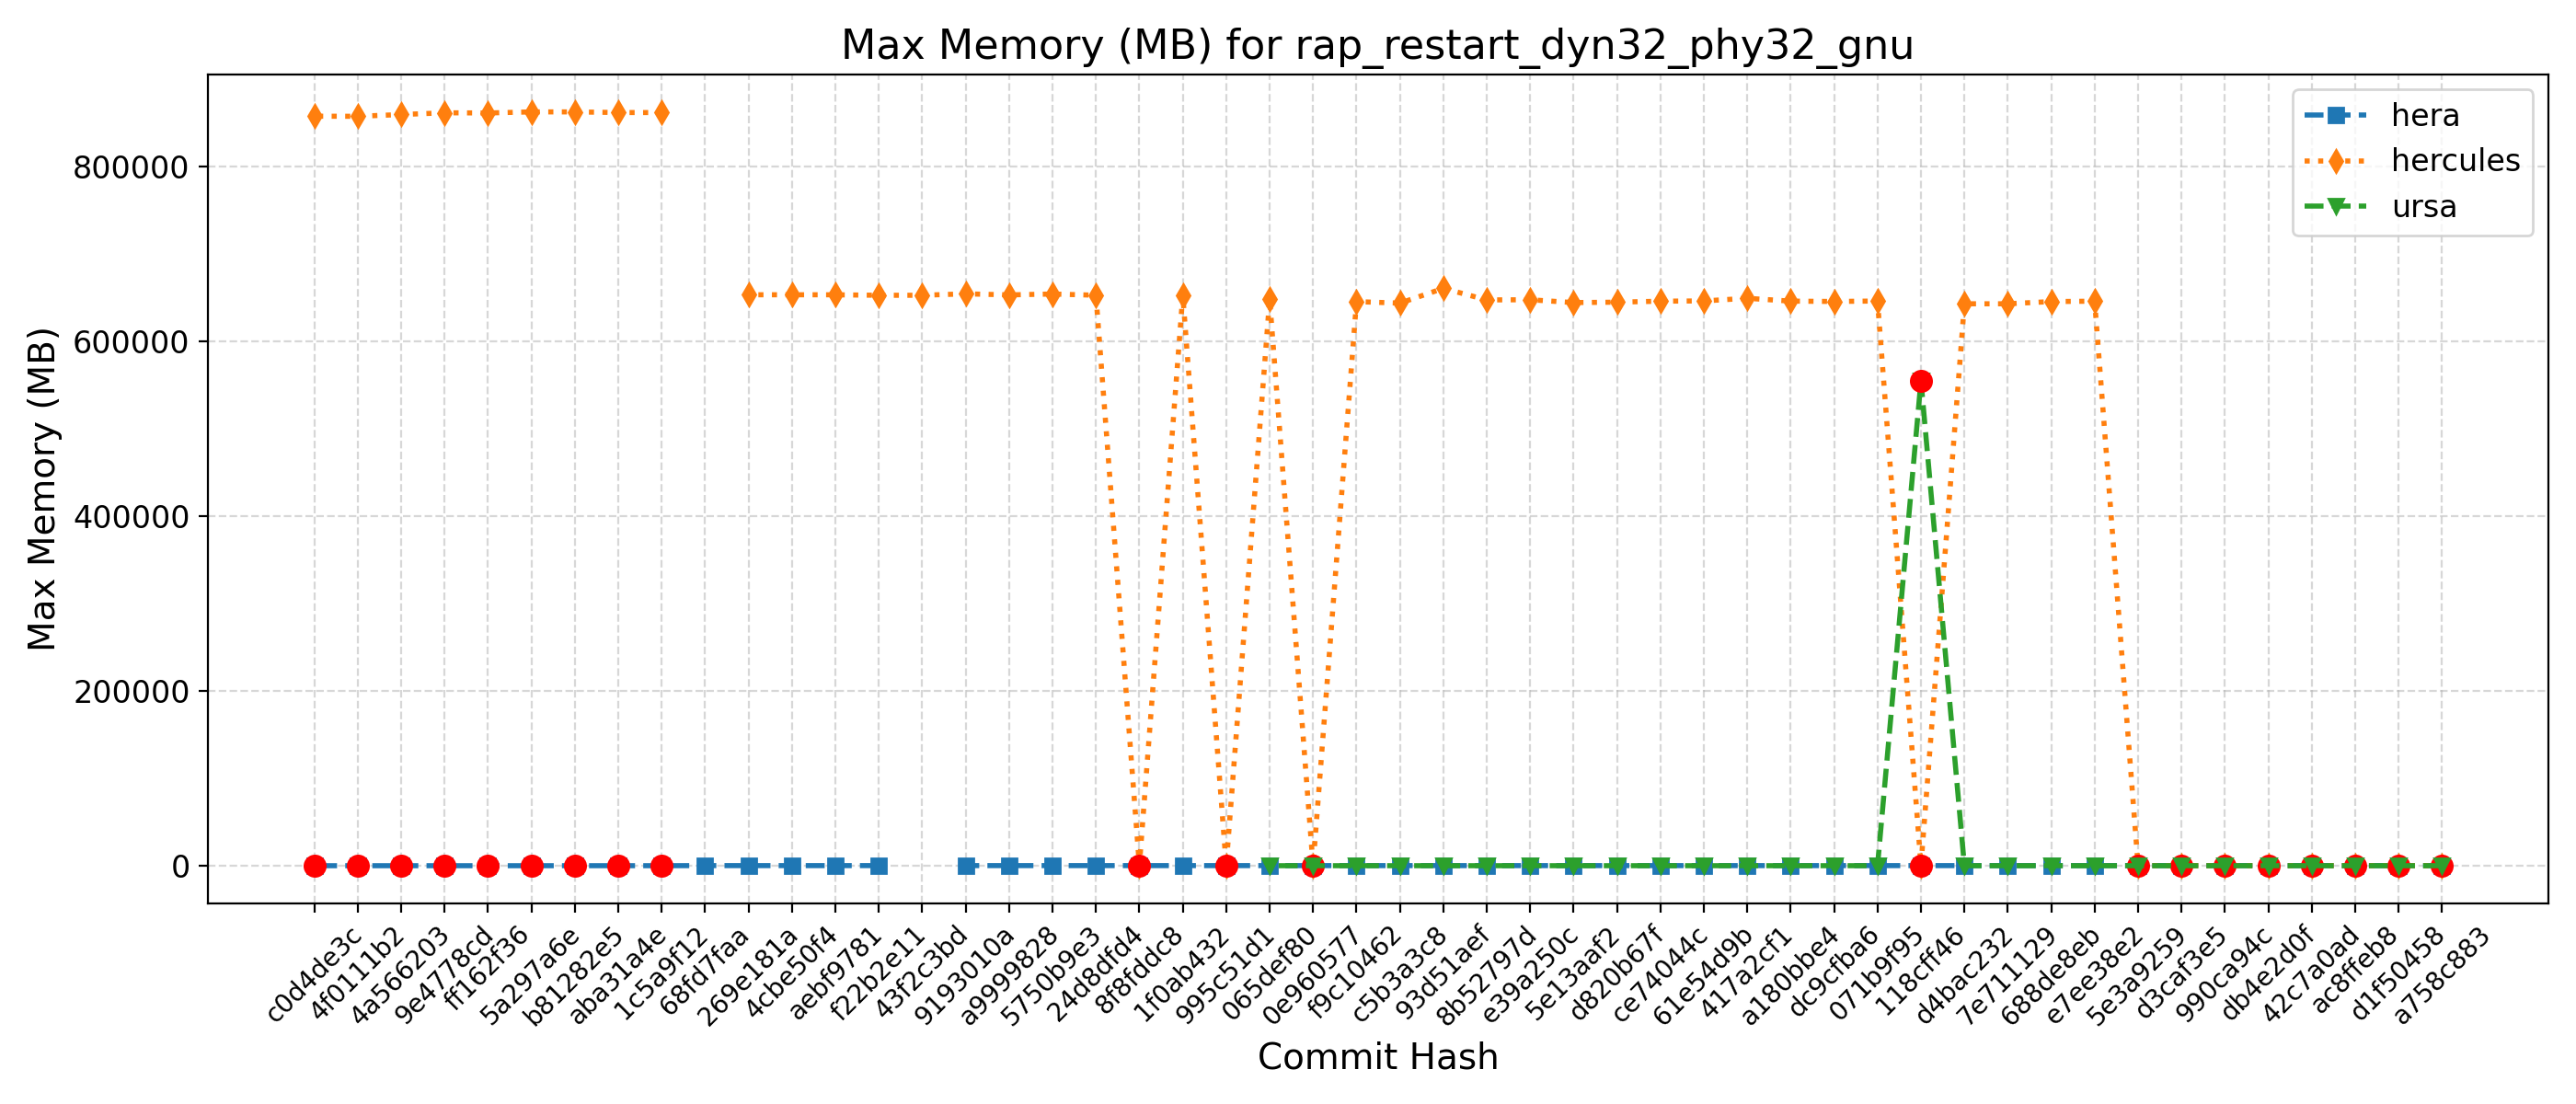 Max Memory (MB) for rap_restart_dyn32_phy32_gnu
hera
hercules
ursa
Max Memory (MB)
800000
600000
400000
200000
0
c0d4de3c
4f0111b2
4a566203
9e4778cd
ff162f36
5a297a6e
b81282e5
aba31a4e
1c5a9f12
68fd7faa
269e181a
4cbe50f4
aebf9781
f22b2e11
43f2c3bd
9193010a
a9999828
5750b9e3
24d8dfd4
8f8fddc8
1f0ab432
995c51d1
065def80
0e960577
f9c10462
c5b3a3c8
93d51aef
8b52797d
e39a250c
5e13aaf2
d820b67f
ce74044c
61e54d9b
417a2cf1
a180bbe4
dc9cfba6
071b9f95
118cff46
d4bac232
7e711129
688de8eb
e7ee38e2
5e3a9259
d3caf3e5
990ca94c
db4e2d0f
42c7a0ad
ac8ffeb8
d1f50458
a758c883
Commit Hash